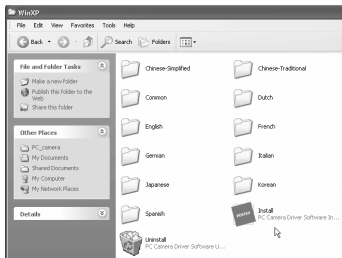 WinXP
File Edit View Favorites Tools Help
Back Search Folders
File and Folder Tasks
Make a new folder
Publish this folder to the
Web
Share this folder
Other Places
PC_camera
My Documents
Shared Documents
My Computer
My Network Places
Details
Chinese-Simplified Chinese-Traditional
Common Dutch
English French
German Italian
Japanese Korean
Spanish
PENTAX
Install
PC Camera Driver Software In...
Uninstall
PC Camera Driver Software U...